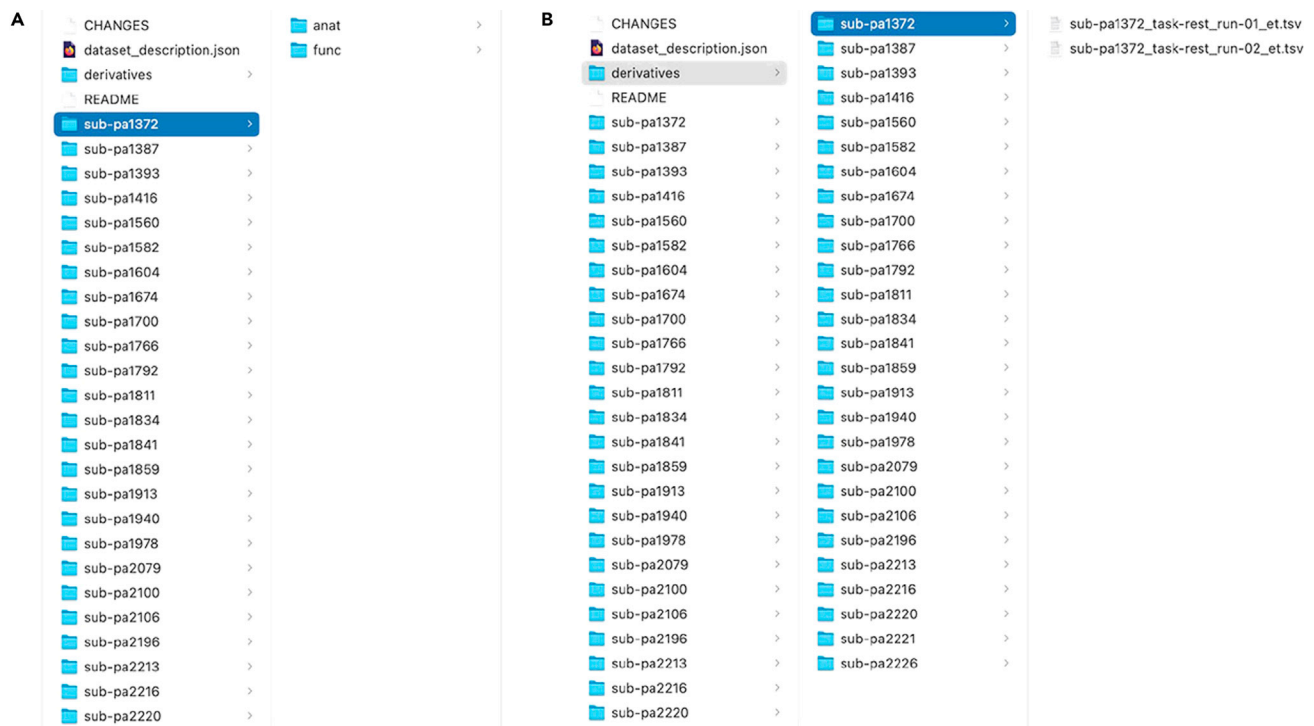 A
CHANGES
dataset_description.json
derivatives
README
sub-pa1372
sub-pa1387
sub-pa1393
sub-pa1416
sub-pa1560
sub-pa1582
sub-pa1604
sub-pa1674
sub-pa1700
sub-pa1766
sub-pa1792
sub-pa1811
sub-pa1834
sub-pa1841
sub-pa1859
sub-pa1913
sub-pa1940
sub-pa1978
sub-pa2079
sub-pa2100
sub-pa2106
sub-pa2196
sub-pa2213
sub-pa2216
sub-pa2220
anat
func
B
CHANGES
dataset_description.json
derivatives
README
sub-pa1372
sub-pa1387
sub-pa1393
sub-pa1416
sub-pa1560
sub-pa1582
sub-pa1604
sub-pa1674
sub-pa1700
sub-pa1766
sub-pa1792
sub-pa1811
sub-pa1834
sub-pa1841
sub-pa1859
sub-pa1913
sub-pa1940
sub-pa1978
sub-pa2079
sub-pa2100
sub-pa2106
sub-pa2196
sub-pa2213
sub-pa2216
sub-pa2220
sub-pa1372
sub-pa1387
sub-pa1393
sub-pa1416
sub-pa1560
sub-pa1582
sub-pa1604
sub-pa1674
sub-pa1700
sub-pa1766
sub-pa1792
sub-pa1811
sub-pa1834
sub-pa1841
sub-pa1859
sub-pa1913
sub-pa1940
sub-pa1978
sub-pa2079
sub-pa2100
sub-pa2106
sub-pa2196
sub-pa2213
sub-pa2216
sub-pa2220
sub-pa2221
sub-pa2226
sub-pa1372_task-rest_run-01_et.tsv
sub-pa1372_task-rest_run-02_et.tsv